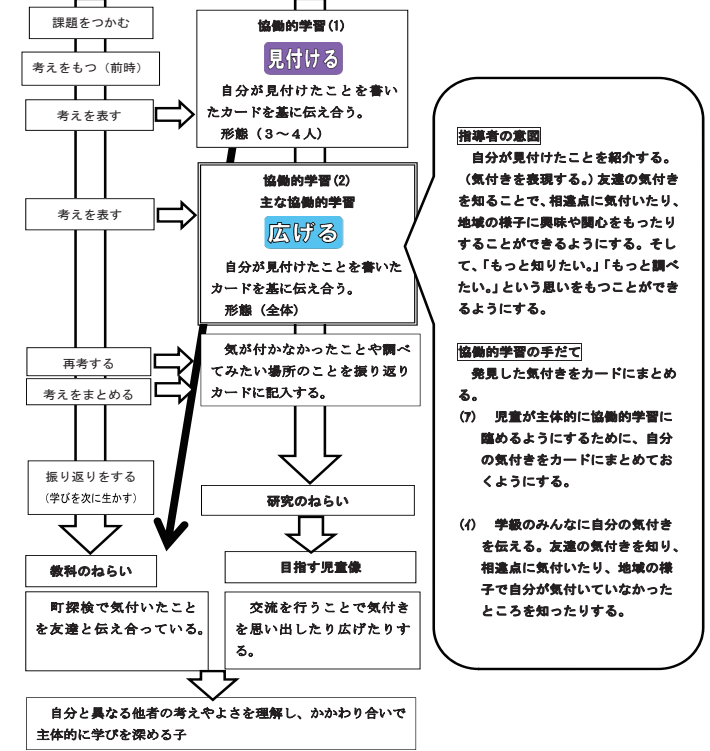 課題をつかむ
考えをもつ（前時）
考えを表す
考えを表す
再考する
考えをまとめる
振り返りをする
（学びを次に生かす）
教科のねらい
町探検で気付いたこと
を友達と伝え合っている。
協働的学習(1)
見付ける
自分が見付けたことを書い
たカードを基に伝え合う。
形態（３～４人）
協働的学習(2)
主な協働的学習
広げる
自分が見付けたことを書いた
カードを基に伝え合う。
形態（全体）
気が付かなかったことや調べ
てみたい場所のことを振り返り
カードに記入する。
研究のねらい
目指す児童像
交流を行うことで気付き
を思い出したり広げたりす
る。
自分と異なる他者の考えやよさを理解し、かかわり合いで
主体的に学びを深める子
指導者の意図
自分が見付けたことを紹介する。
（気付きを表現する。）友達の気付き
を知ることで、相違点に気付いたり、
地域の様子に興味や関心をもったり
することができるようにする。そし
て、「もっと知りたい。」「もっと調べ
たい。」という思いをもつことができ
るようにする。
協働的学習の手だて
発見した気付きをカードにまとめ
る。
(ｱ) 児童が主体的に協働的学習に
臨めるようにするために、自分
の気付きをカードにまとめてお
くようにする。
(ｲ) 学級のみんなに自分の気付き
を伝える。友達の気付きを知り、
相違点に気付いたり、地域の様
子で自分が気付いていなかった
ところを知ったりする。